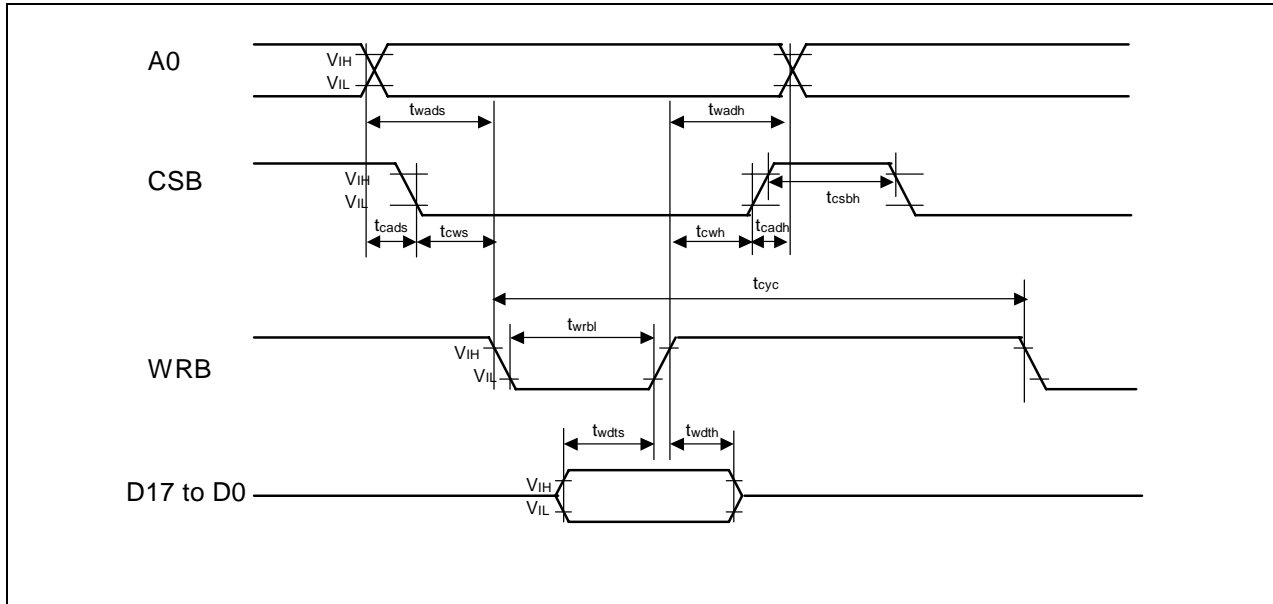 A0
VIH
VIL
twads
twadh
CSB
VIH
VIL
tcsbh
tcads
tcws
tcwh
tcadh
tcyc
twrbl
WRB
VIH
VIL
twdts
twdth
D17 to D0
VIH
VIL